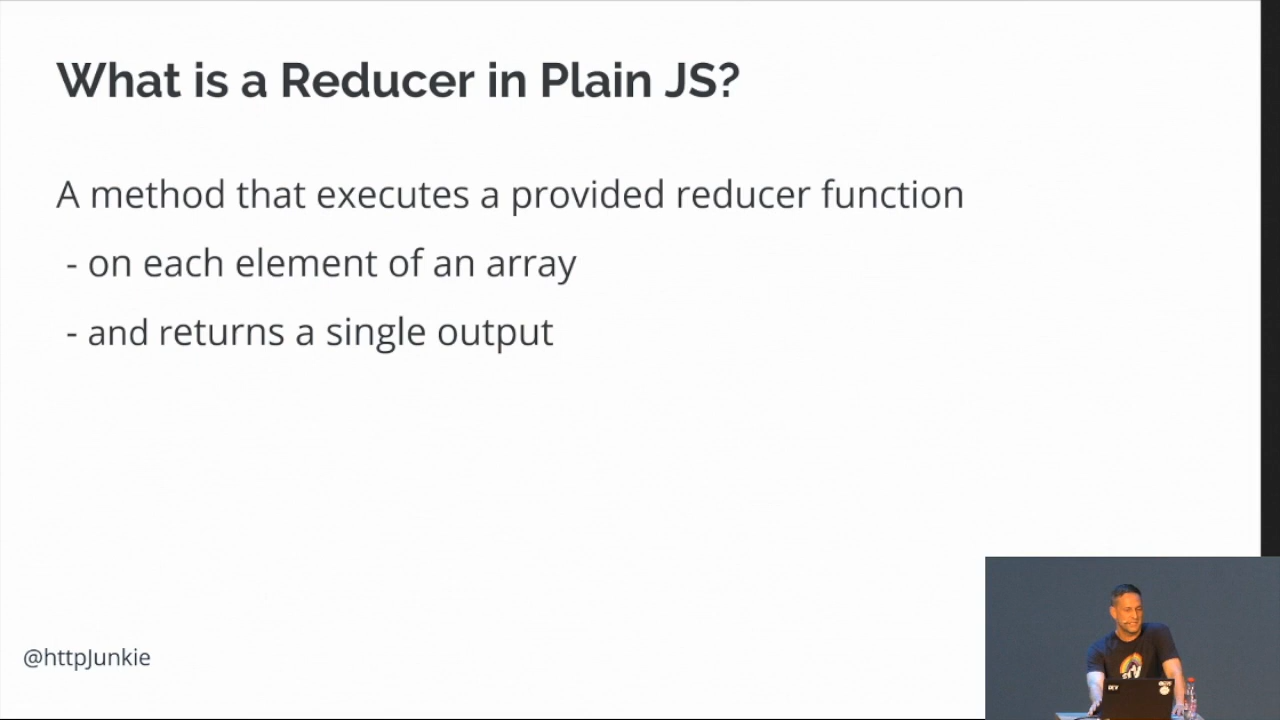 What is a Reducer in Plain JS?
A method that executes a provided reducer function
- on each element of an array
- and returns a single output
@httpJunkie
DEV